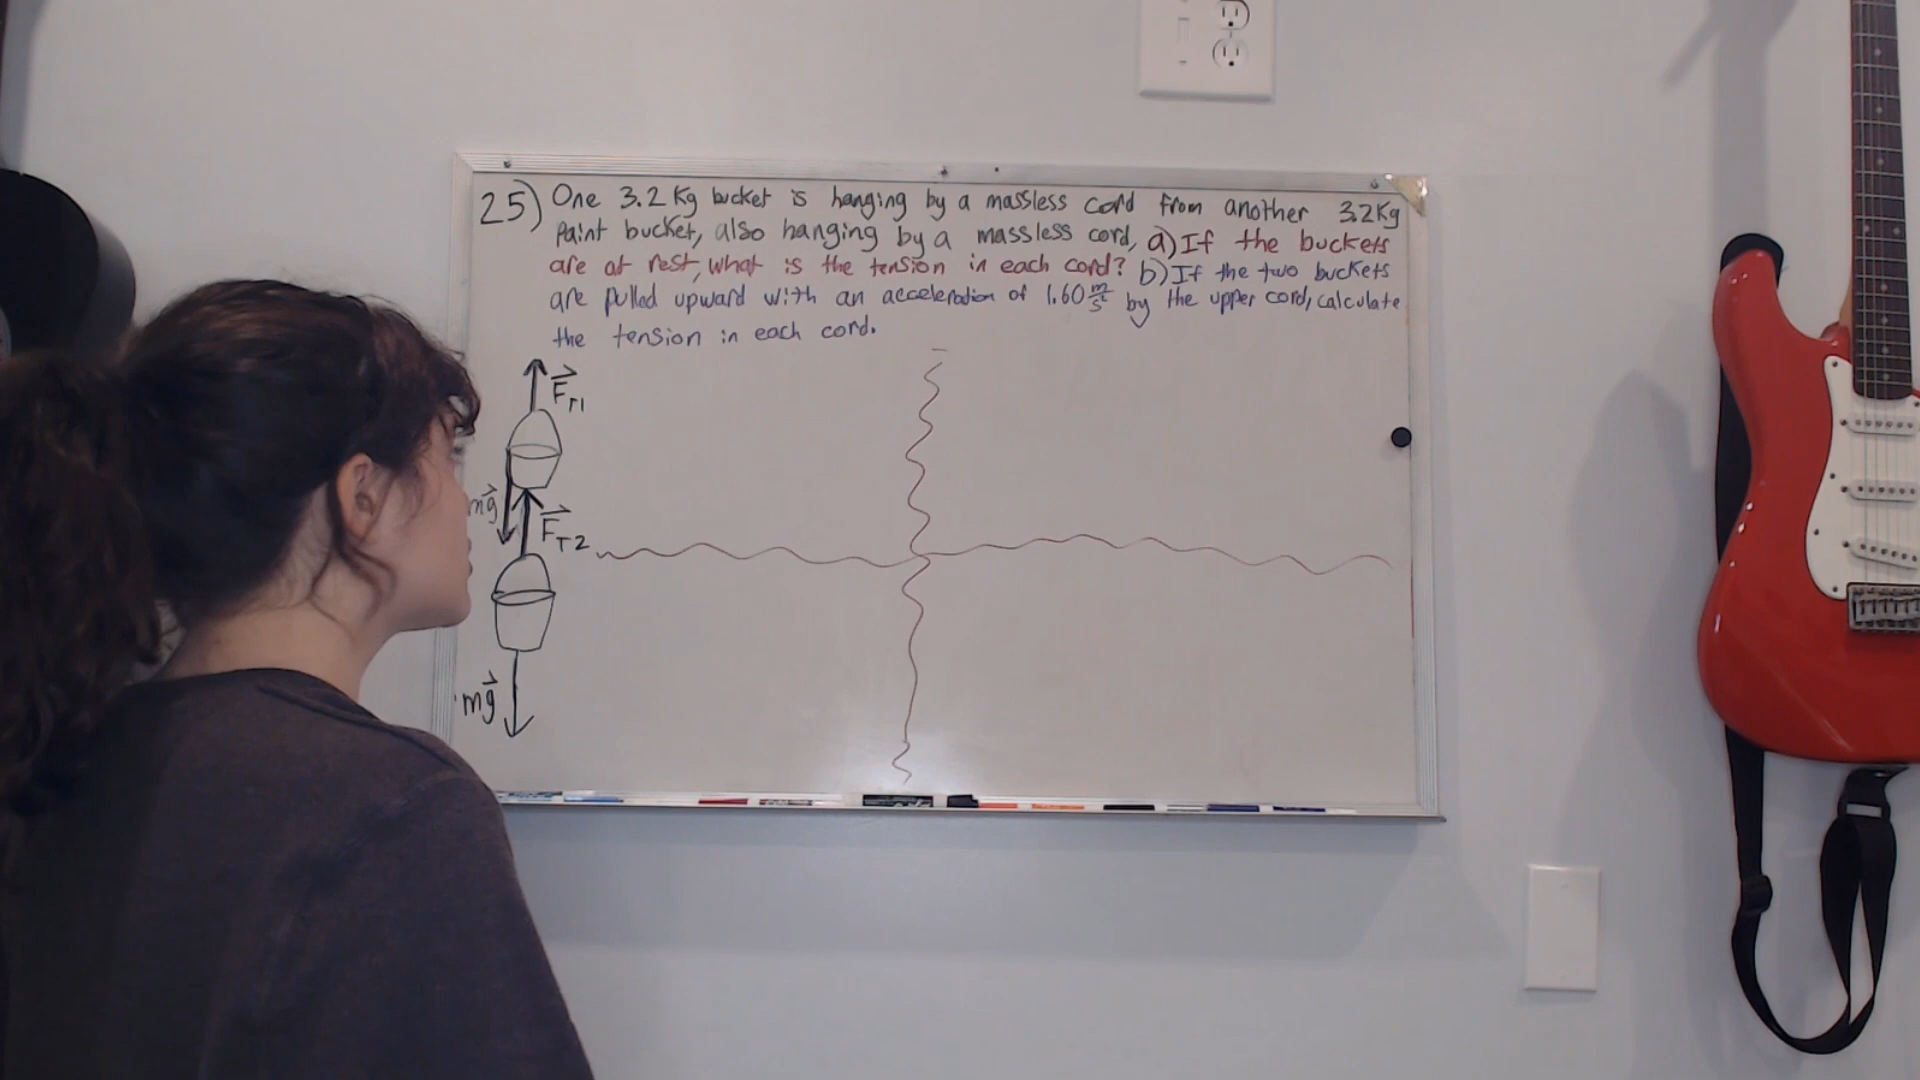 25) One 3.2 Kg bucket is hanging by a massless cord from another 3.2Kg
Paint bucket, also hanging by a massless cord, a) If the buckets
are at rest, what is the tension in each cord? b) If the two buckets
are pulled upward with an acceleration of 1.60 m/s² by the upper cord, calculate
the tension in each cord.
F⃗T1
mg⃗
F⃗T2
mg⃗